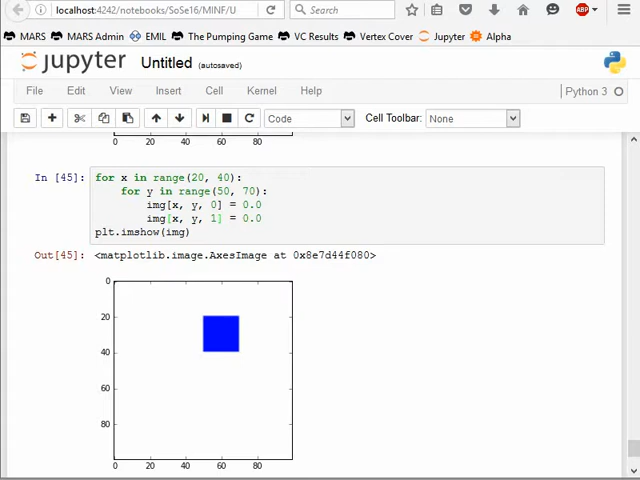 localhost:4242/notebooks/SoSe16/MINF/U
Search
ABP
MARS MARS Admin EMIL The Pumping Game VC Results Vertex Cover Jupyter Alpha
jupyter Untitled (autosaved)
File Edit View Insert Cell Kernel Help Python 3
Code Cell Toolbar: None
0 20 40 60 80
In [45]: for x in range(20, 40):
for y in range(50, 70):
img[x, y, 0] = 0.0
img[x, y, 1] = 0.0
plt.imshow(img)
Out[45]: <matplotlib.image.AxesImage at 0x8e7d44f080>
0
20
40
60
80
0 20 40 60 80